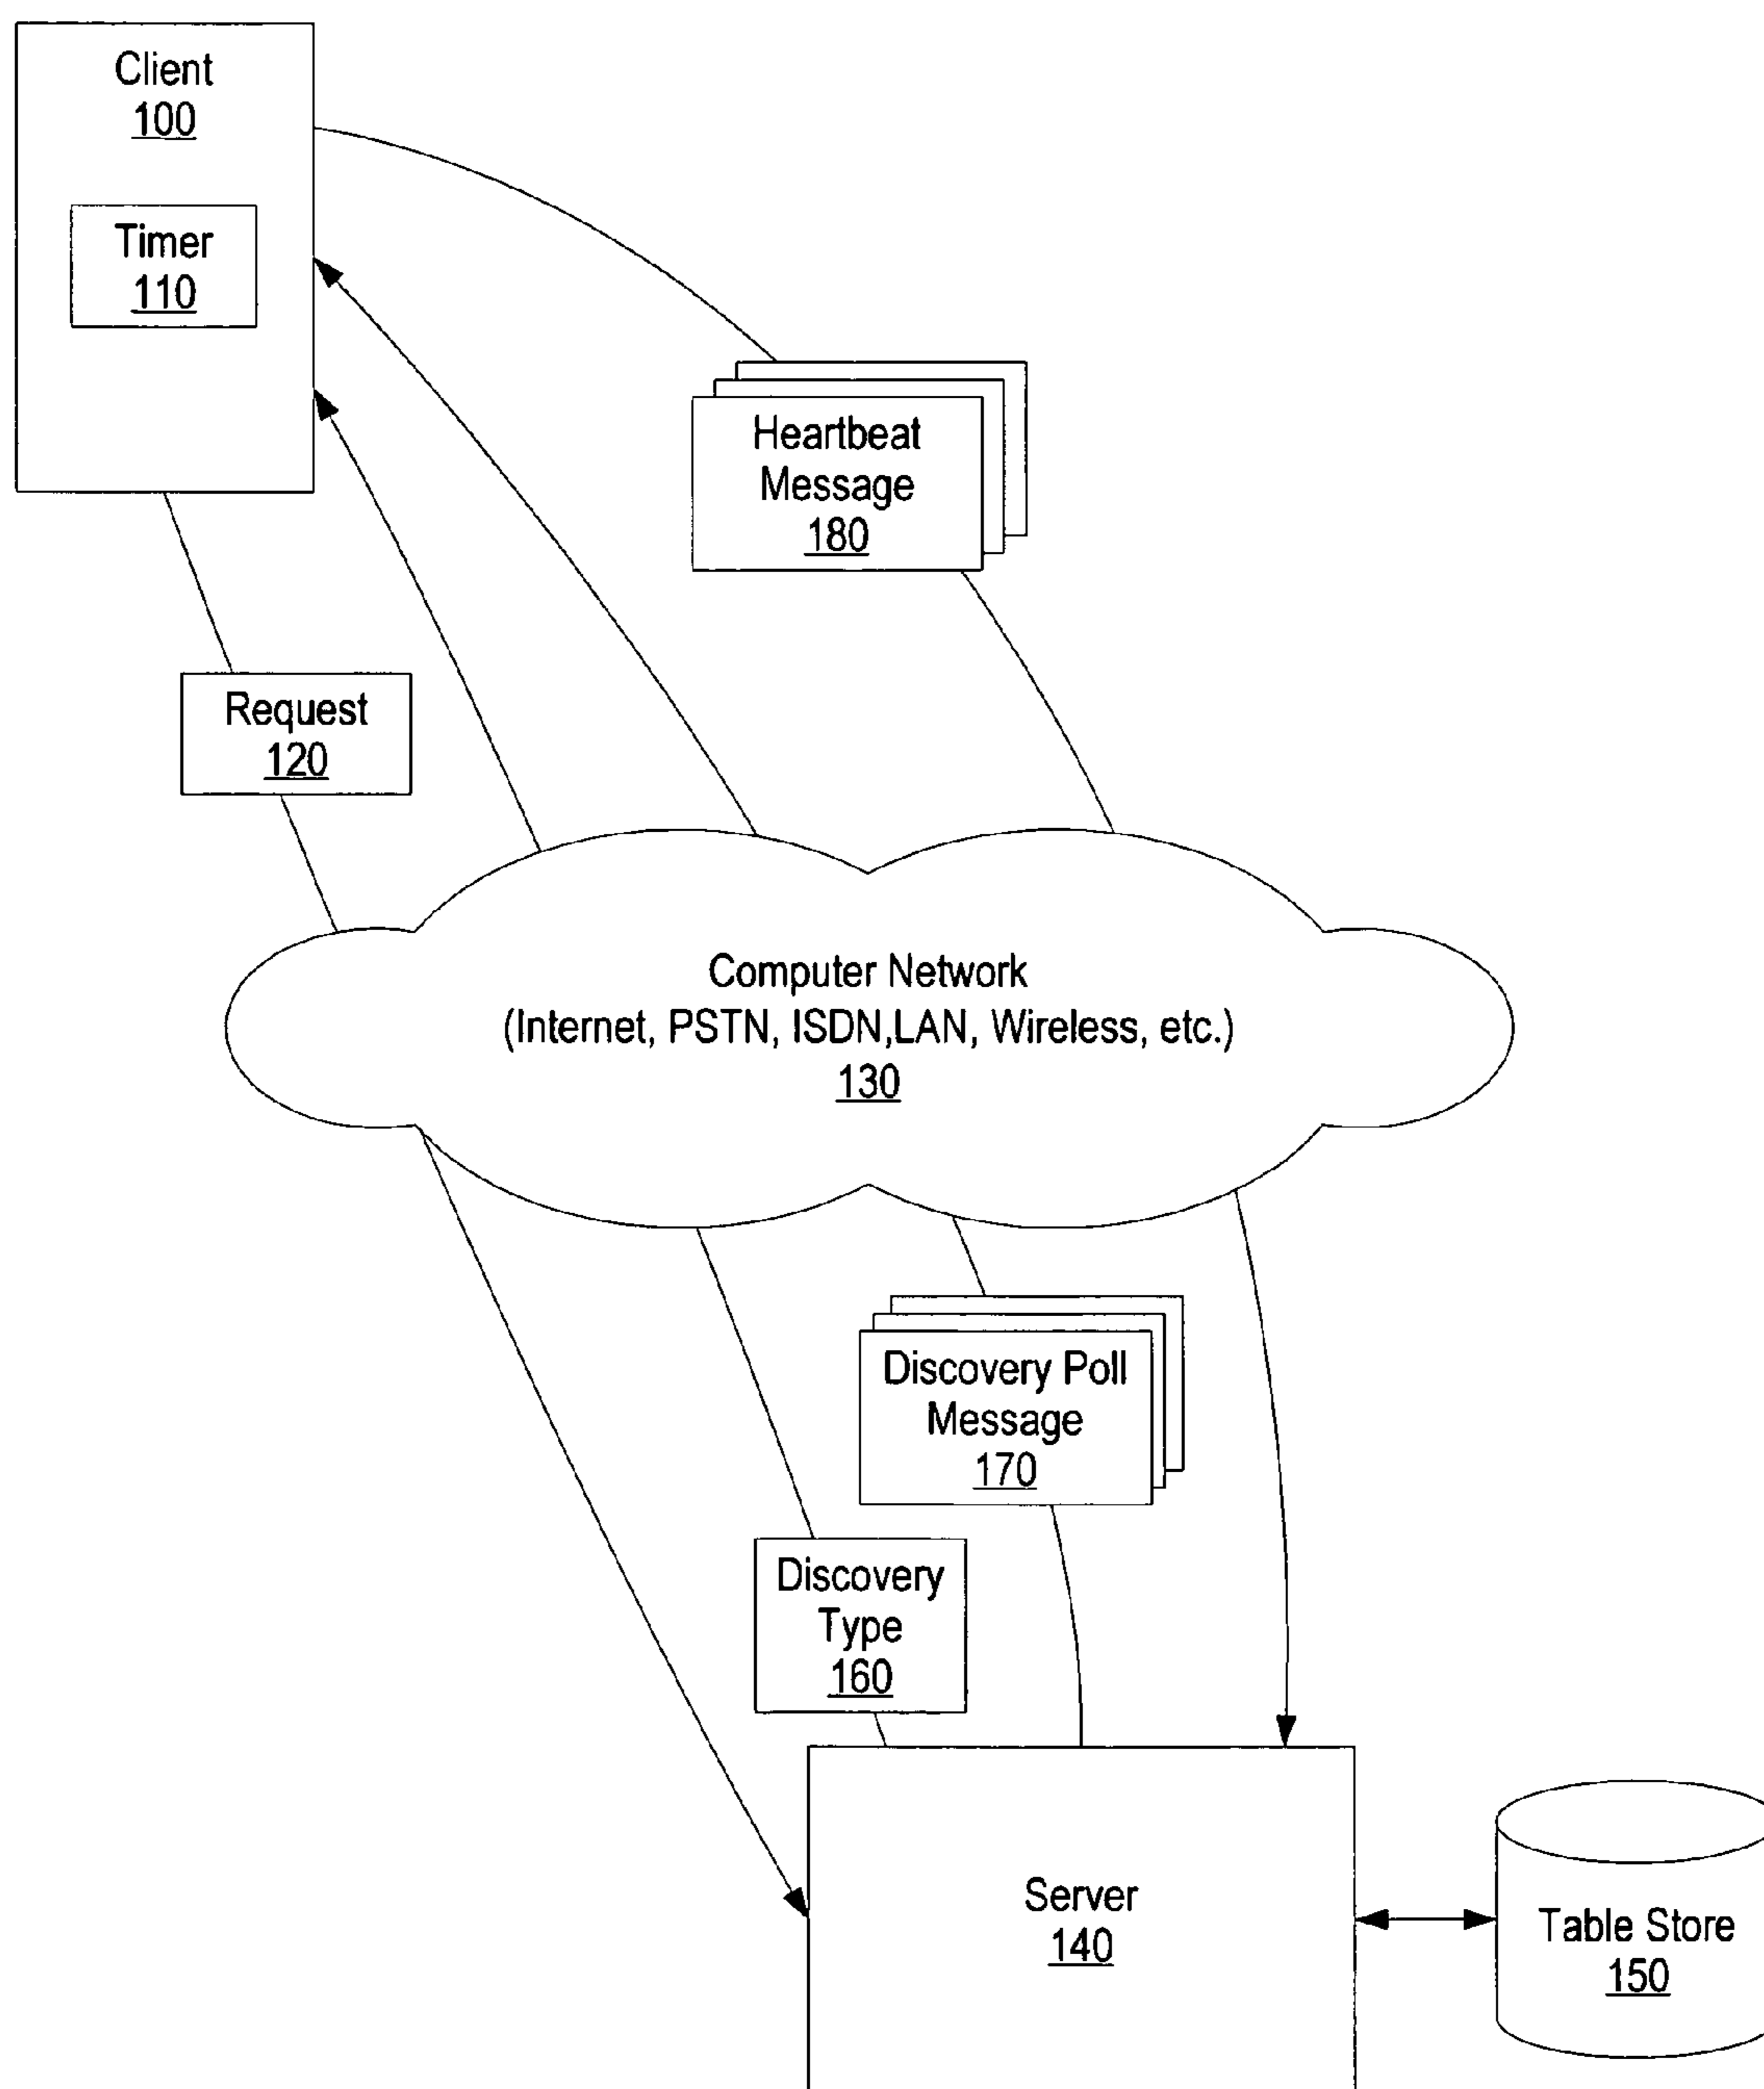 Client
100
Timer
110
Heartbeat
Message
180
Request
120
Computer Network
(Internet, PSTN, ISDN,LAN, Wireless, etc.)
130
Discovery Poll
Message
170
Discovery
Type
160
Server
140
Table Store
150